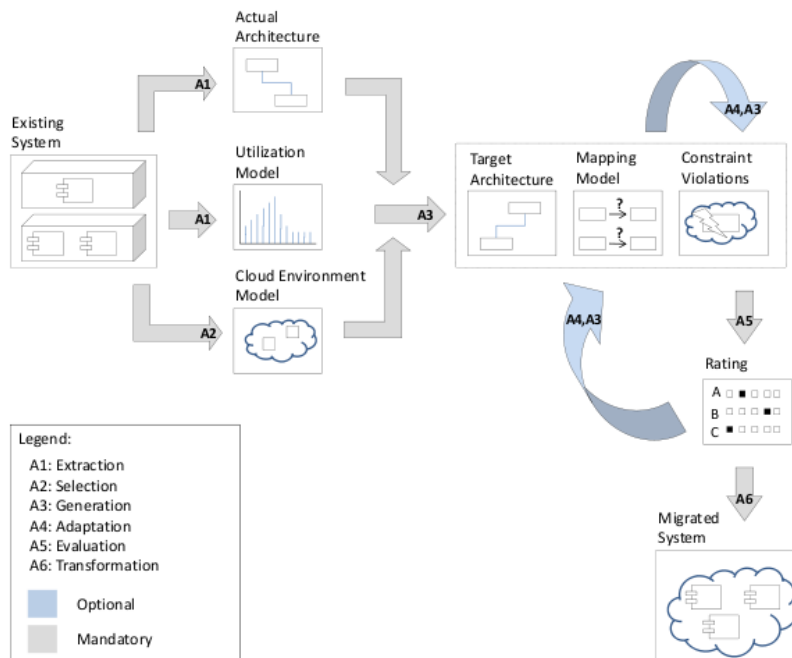 Actual
Architecture
A1
A4,A3
Existing
System
Utilization
Model
Target
Architecture
Mapping
Model
Constraint
Violations
?
?
A1
A3
Cloud Environment
Model
A2
A4,A3
A5
Rating
A
B
C
Legend:
A1: Extraction
A2: Selection
A3: Generation
A4: Adaptation
A5: Evaluation
A6: Transformation
Optional
Mandatory
A6
Migrated
System